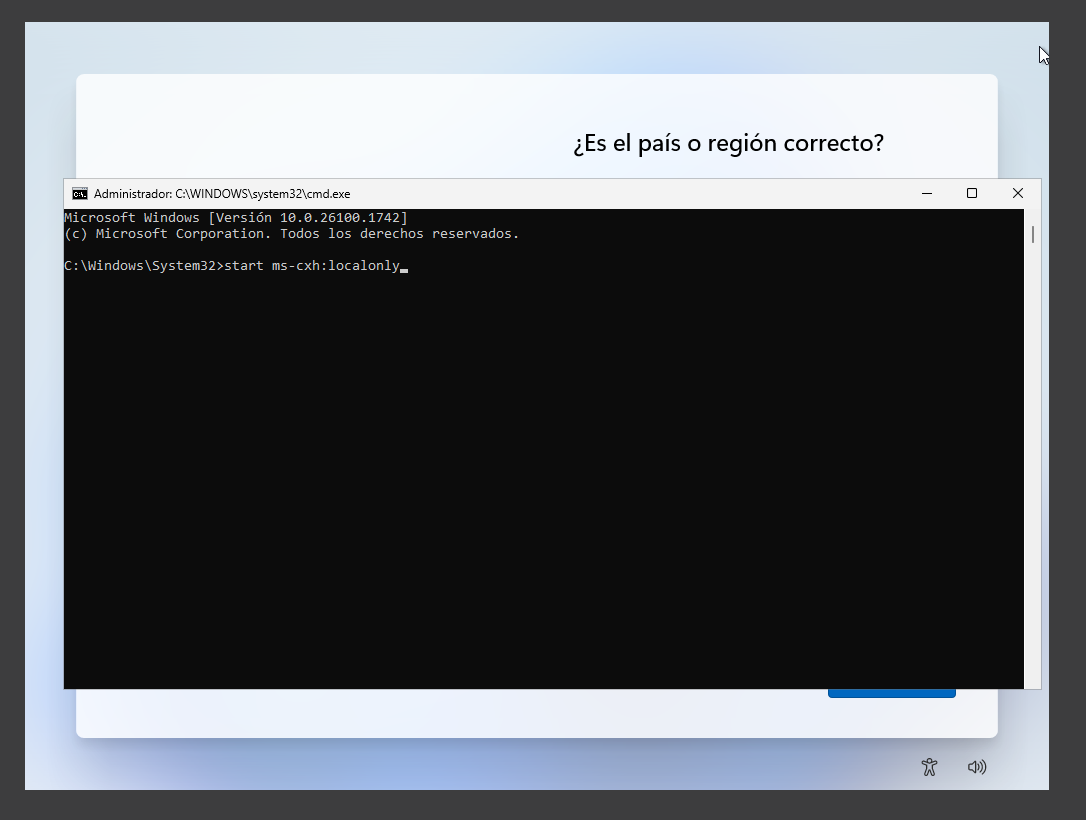 ¿Es el país o región correcto?
Administrador: C:\WINDOWS\system32\cmd.exe
Microsoft Windows [Versión 10.0.26100.1742]
(c) Microsoft Corporation. Todos los derechos reservados.
C:\Windows\System32>start ms-cxh:localonly